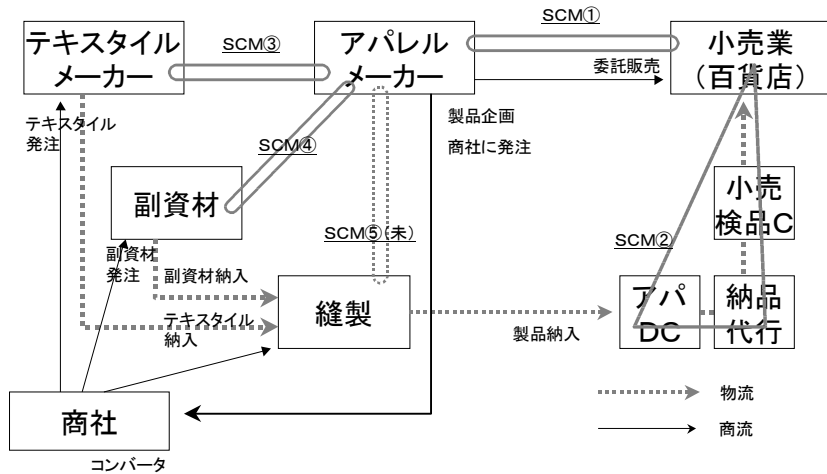 SCM①
テキスタイル
メーカー
SCM③
アパレル
メーカー
小売業
（百貨店）
委託販売
テキスタイル
発注
製品企画
商社に発注
SCM④
副資材
小売
検品C
SCM⑤（未）
SCM②
副資材
発注
副資材納入
縫製
テキスタイル
納入
製品納入
アパ
DC
納品
代行
商社
コンバータ
物流
商流